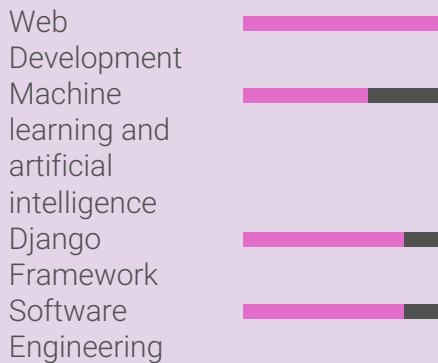 Web
Development
Machine
learning and
artificial
intelligence
Django
Framework
Software
Engineering